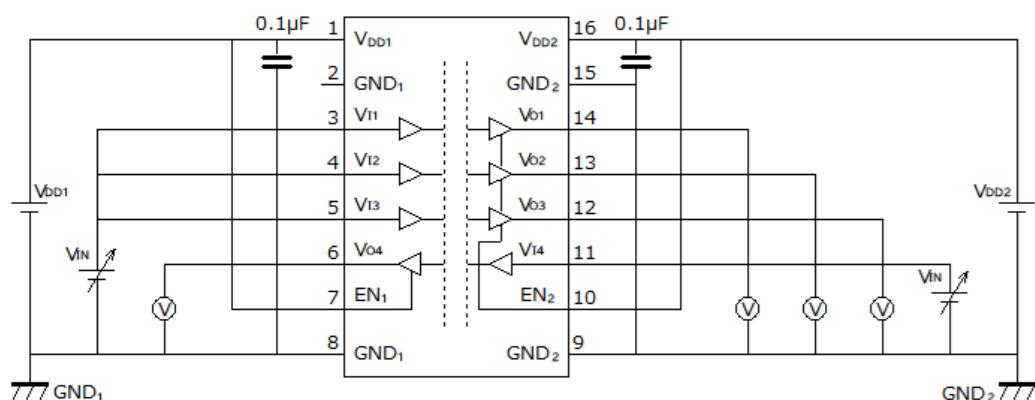 0.1μF
1
VDD1
VDD2
16
0.1μF
2
GND1
GND2
15
3
VI1
VO1
14
4
VI2
VO2
13
VDD1
5
VI3
VO3
12
VDD2
VIN
6
VO4
VI4
11
VIN
V
7
EN1
EN2
10
V
V
V
8
GND1
GND2
9
GND1
GND2